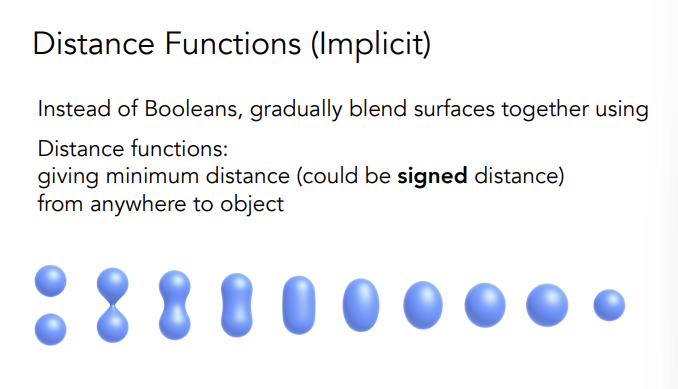 Distance Functions (Implicit)
Instead of Booleans, gradually blend surfaces together using
Distance functions:
giving minimum distance (could be signed distance)
from anywhere to object